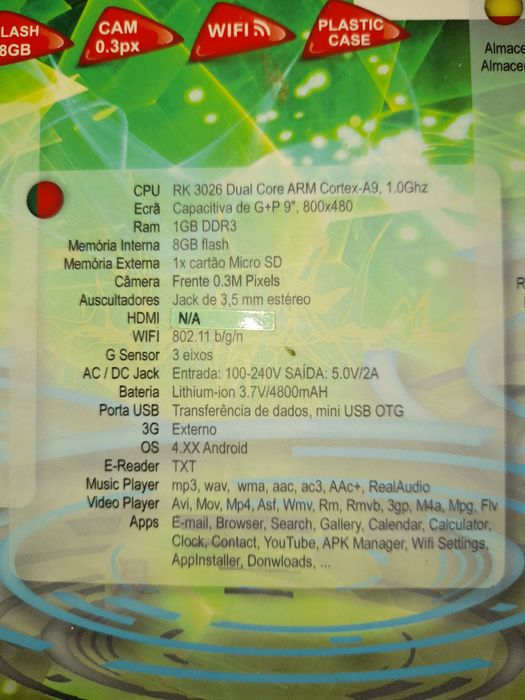 LASH
8GB
CAM
0.3px
WIFI
PLASTIC
CASE
Almace
Almacer
CPU RK 3026 Dual Core ARM Cortex-A9, 1.0Ghz
Ecrã Capacitiva de G+P 9", 800x480
Ram 1GB DDR3
Memória Interna 8GB flash
Memória Externa 1x cartão Micro SD
Câmera Frente 0.3M Pixels
Auscultadores Jack de 3,5 mm estéreo
HDMI N/A
WIFI 802.11 b/g/n
G Sensor 3 eixos
AC / DC Jack Entrada: 100-240V SAÍDA: 5.0V/2A
Bateria Lithium-ion 3.7V/4800mAH
Porta USB Transferência de dados, mini USB OTG
3G Externo
OS 4.XX Android
E-Reader TXT
Music Player mp3, wav, wma, aac, ac3, AAc+, RealAudio
Video Player Avi, Mov, Mp4, Asf, Wmv, Rm, Rmvb, 3gp, M4a, Mpg, Flv
Apps E-mail, Browser, Search, Gallery, Calendar, Calculator,
Clock, Contact, YouTube, APK Manager, Wifi Settings,
AppInstaller, Donwloads, ...